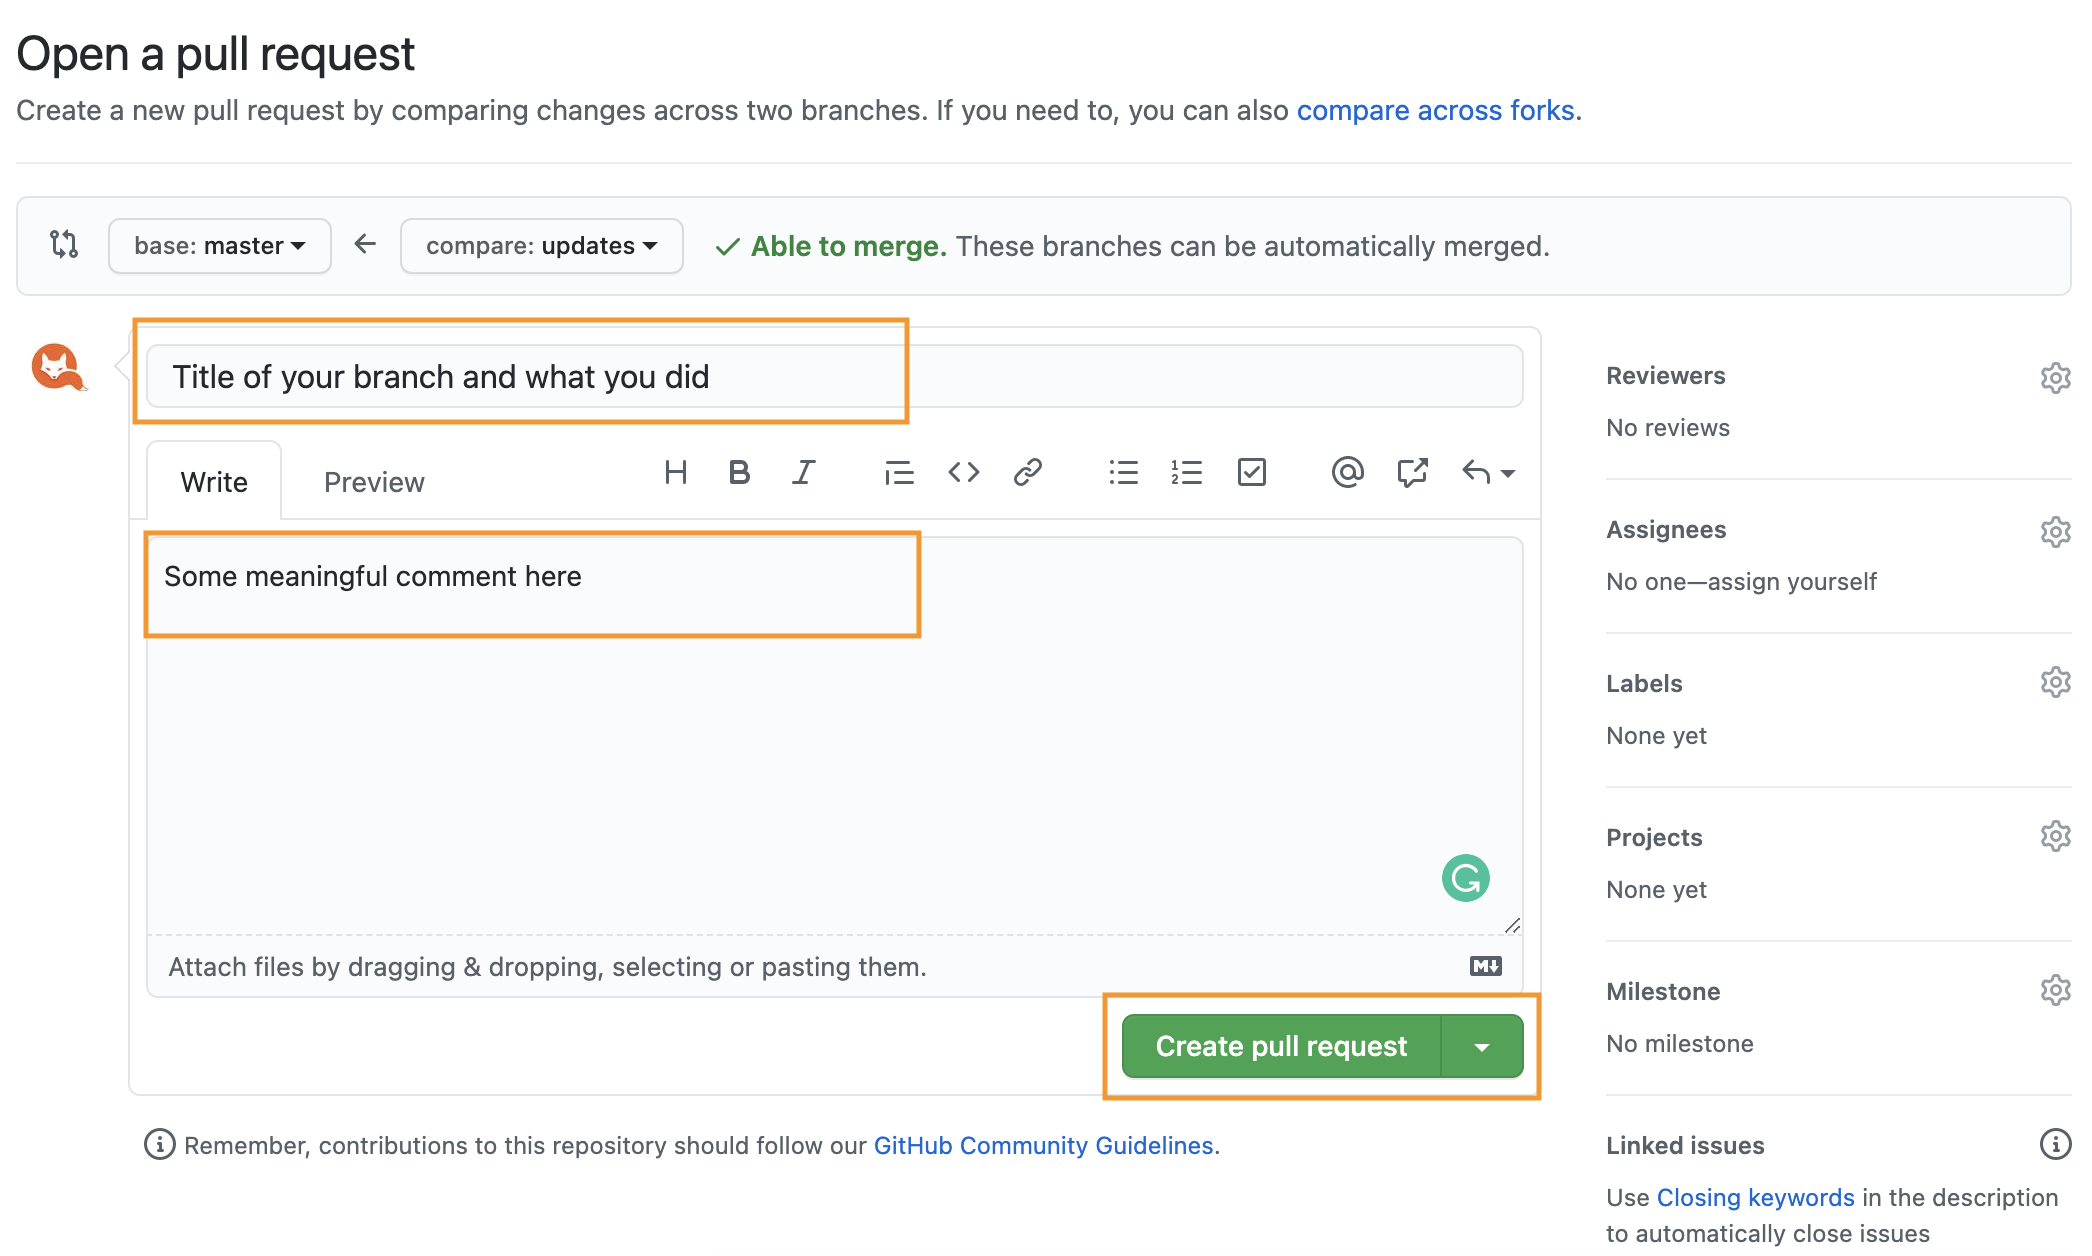 Open a pull request
Create a new pull request by comparing changes across two branches. If you need to, you can also compare across forks.
base: master
compare: updates
Able to merge. These branches can be automatically merged.
Title of your branch and what you did
Write
Preview
Some meaningful comment here
Attach files by dragging & dropping, selecting or pasting them.
Create pull request
Remember, contributions to this repository should follow our GitHub Community Guidelines.
Reviewers
No reviews
Assignees
No one—assign yourself
Labels
None yet
Projects
None yet
Milestone
No milestone
Linked issues
Use Closing keywords in the description
to automatically close issues